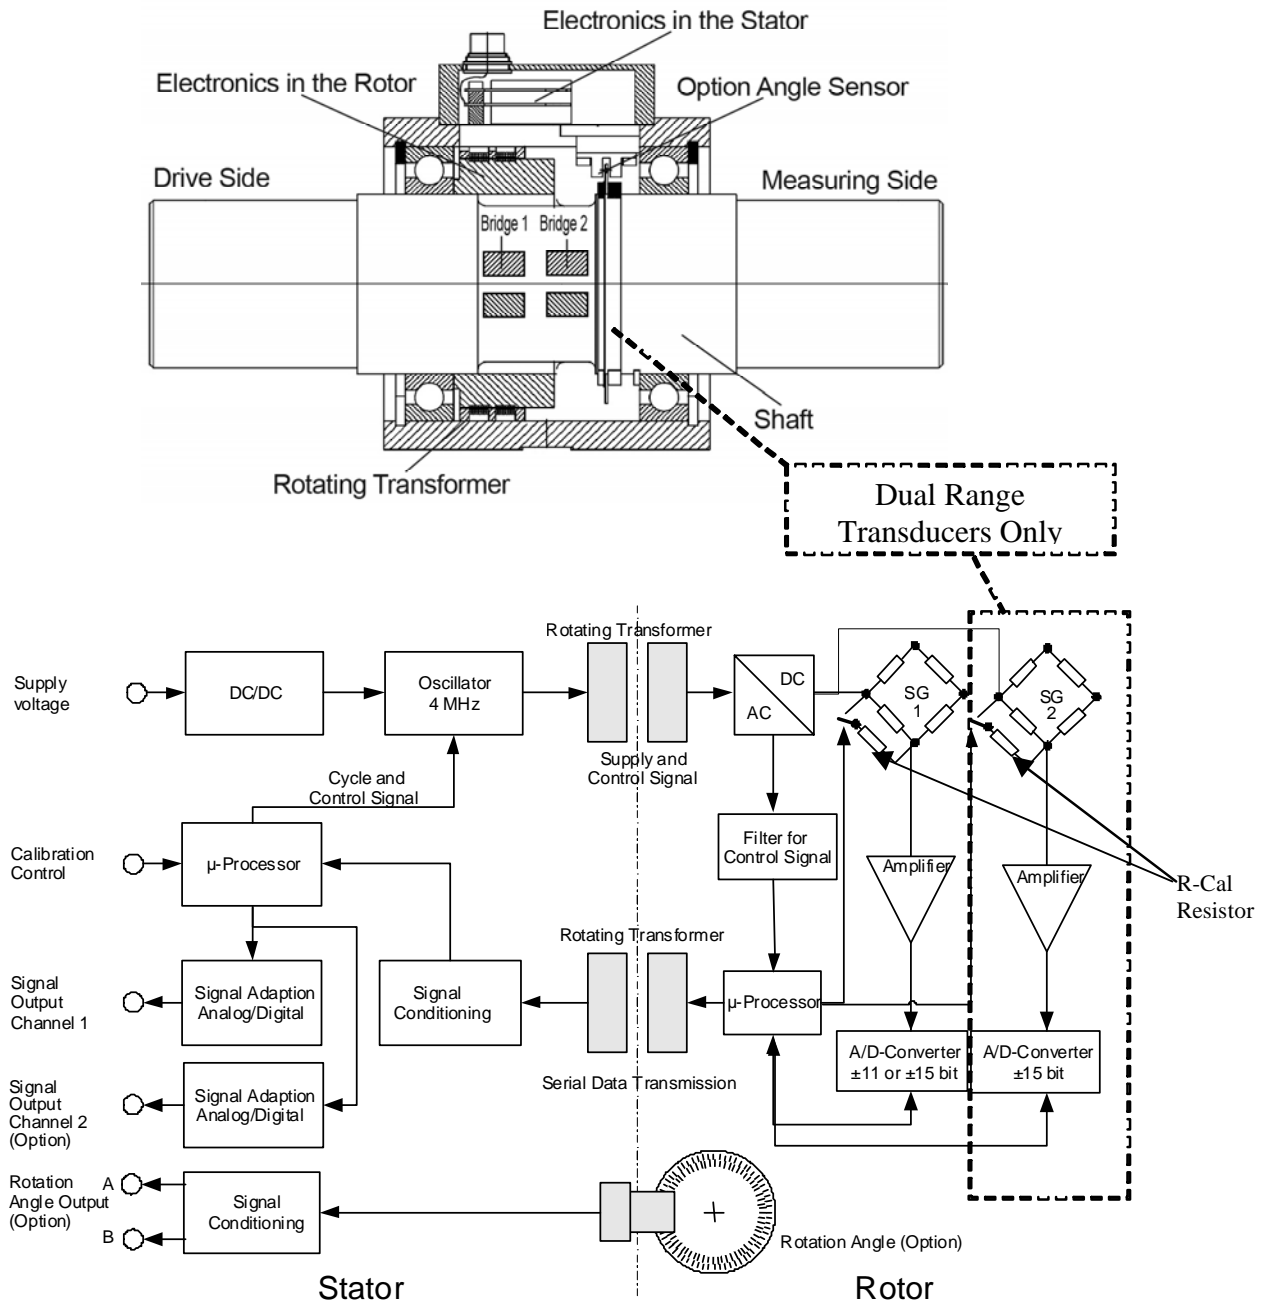 Electronics in the Stator
Electronics in the Rotor
Option Angle Sensor
Drive Side
Measuring Side
Bridge 1
Bridge 2
Shaft
Rotating Transformer
Dual Range
Transducers Only
Rotating Transformer
Supply
voltage
DC/DC
Oscillator
4 MHz
DC
AC
SG
1
SG
2
Supply and
Control Signal
Cycle and
Control Signal
Calibration
Control
µ-Processor
Filter for
Control Signal
Amplifier
Amplifier
R-Cal
Resistor
Rotating Transformer
Signal
Output
Channel 1
Signal Adaption
Analog/Digital
Signal
Conditioning
µ-Processor
A/D-Converter
±11 or ±15 bit
A/D-Converter
±15 bit
Serial Data Transmission
Signal
Output
Channel 2
(Option)
Signal Adaption
Analog/Digital
Rotation
Angle Output
(Option)
A
B
Signal
Conditioning
Rotation Angle (Option)
Stator
Rotor